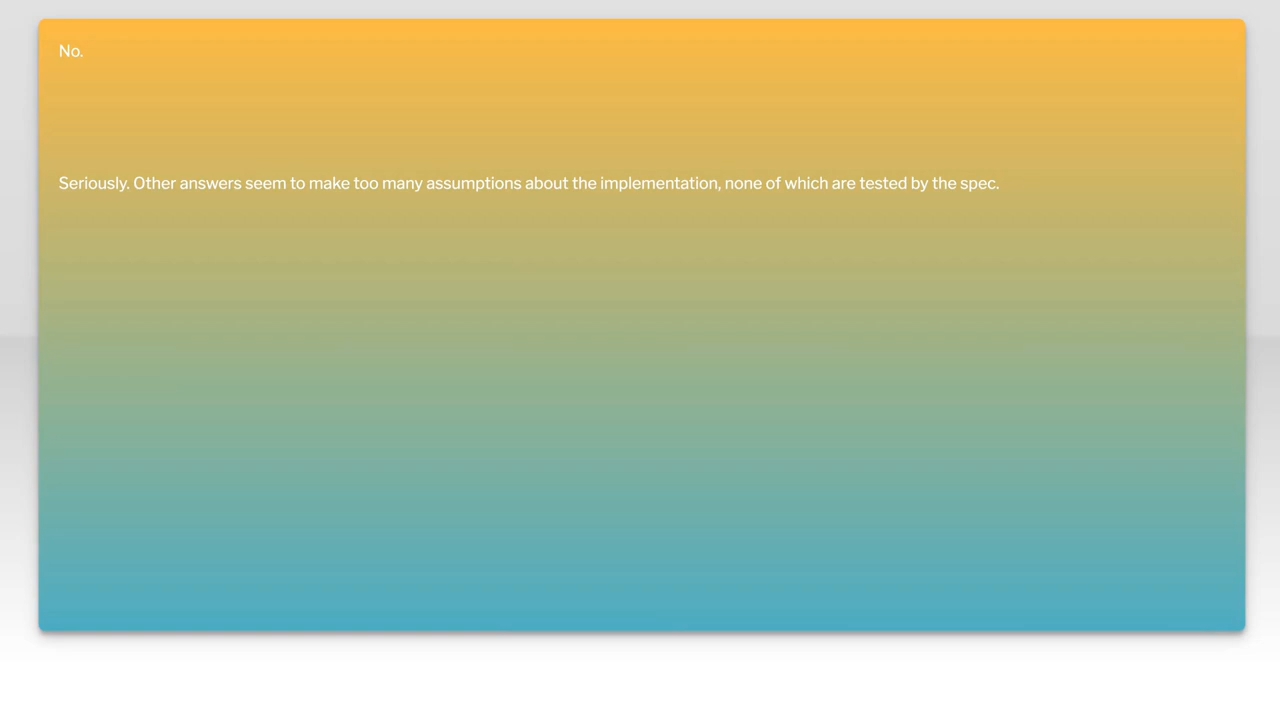 No.
Seriously. Other answers seem to make too many assumptions about the implementation, none of which are tested by the spec.